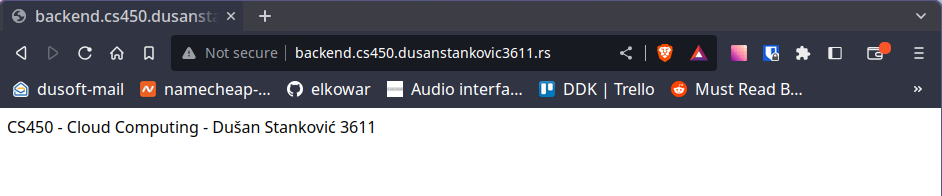 backend.cs450.dusansta
Not secure backend.cs450.dusanstankovic3611.rs
dusoft-mail namecheap-... elkowar Audio interfa... DDK | Trello Must Read B... »
CS450 - Cloud Computing - Dušan Stanković 3611